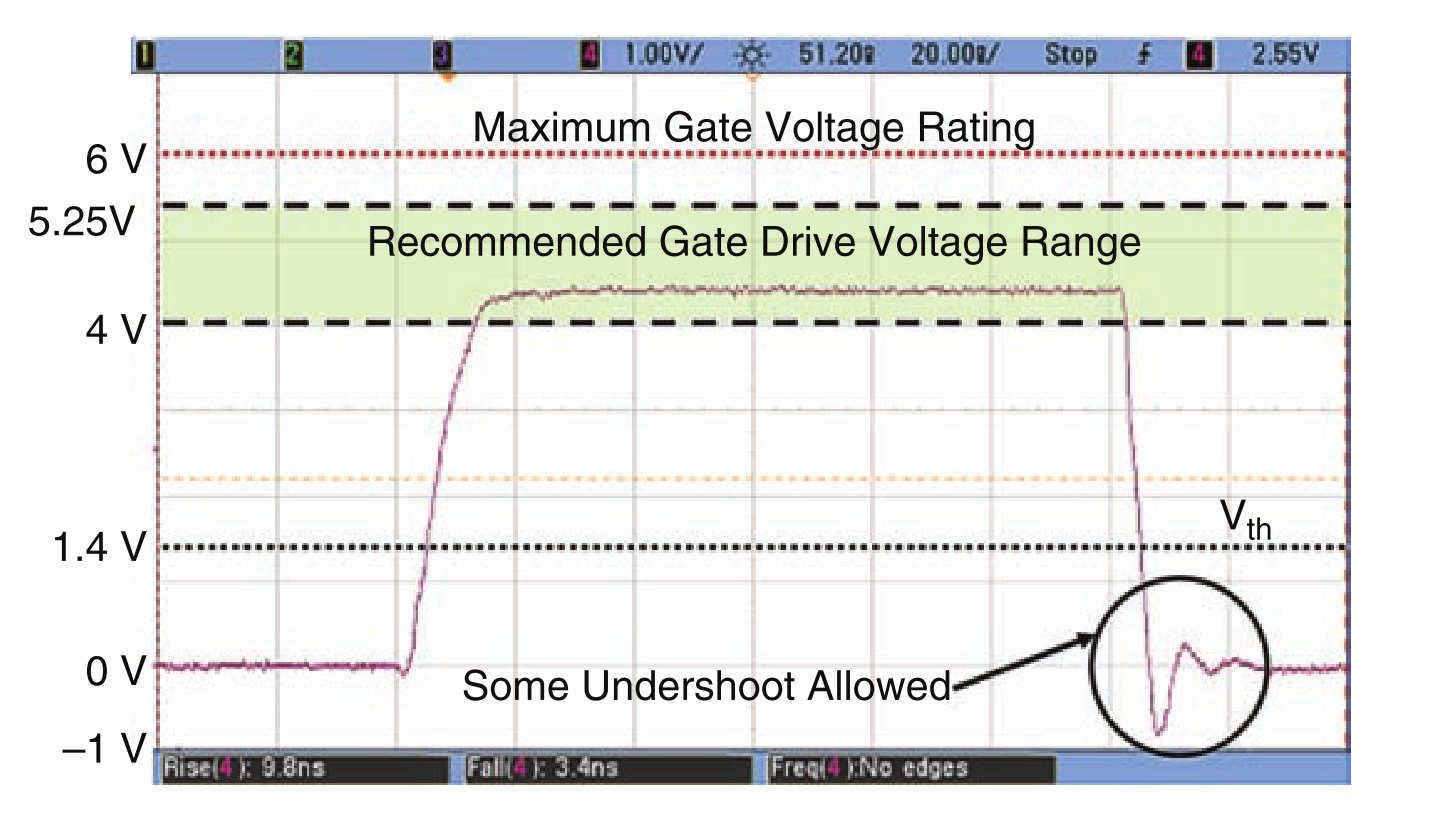 1 2 3 4 1.00V/ 51.20s 20.00s/ Stop 4 2.55V
Maximum Gate Voltage Rating
6 V
5.25V
Recommended Gate Drive Voltage Range
4 V
Vth
1.4 V
0 V
Some Undershoot Allowed
–1 V
Rise(4): 9.8ns Fall(4): 3.4ns Freq(4):No edges